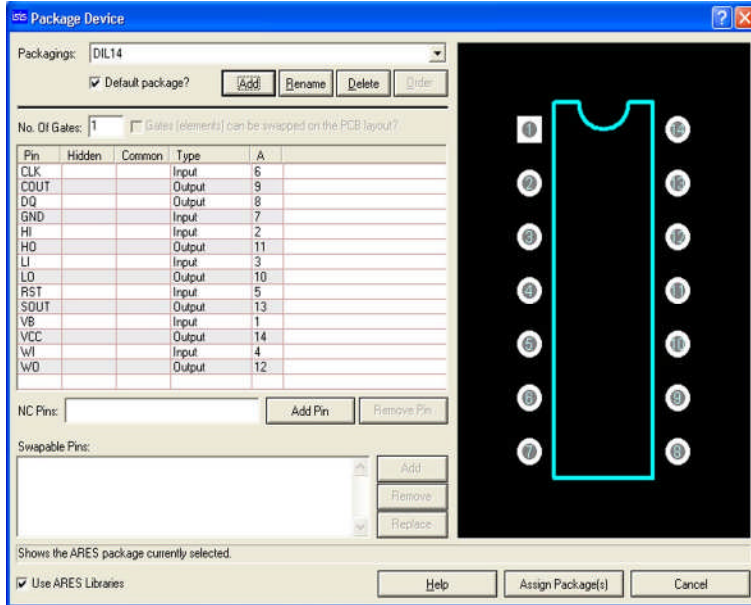 isis Package Device
Packagings: DIL14
Default package? Add Rename Delete Order
No. Of Gates: 1 Gates (elements) can be swapped on the PCB layout?
Pin Hidden Common Type A
CLK Input 6
COUT Output 9
DQ Output 8
GND Input 7
HI Input 2
HO Output 11
LI Input 3
LO Output 10
RST Input 5
SOUT Output 13
VB Input 1
VCC Output 14
WI Input 4
WO Output 12
NC Pins: Add Pin Remove Pin
Swapable Pins:
Add
Remove
Replace
1 14
2 13
3 12
4 11
5 10
6 9
7 8
Shows the ARES package currently selected.
Use ARES Libraries Help Assign Package(s) Cancel